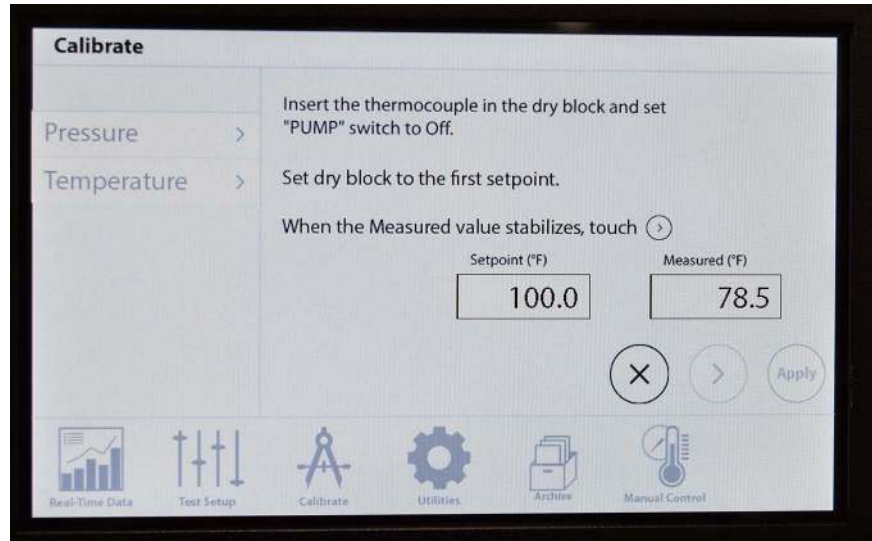 Calibrate
Pressure >
Temperature >
Insert the thermocouple in the dry block and set
"PUMP" switch to Off.
Set dry block to the first setpoint.
When the Measured value stabilizes, touch >
Setpoint (°F)
Measured (°F)
100.0
78.5
X
>
Apply
Real-Time Data
Test Setup
Calibrate
Utilities
Archive
Manual Control